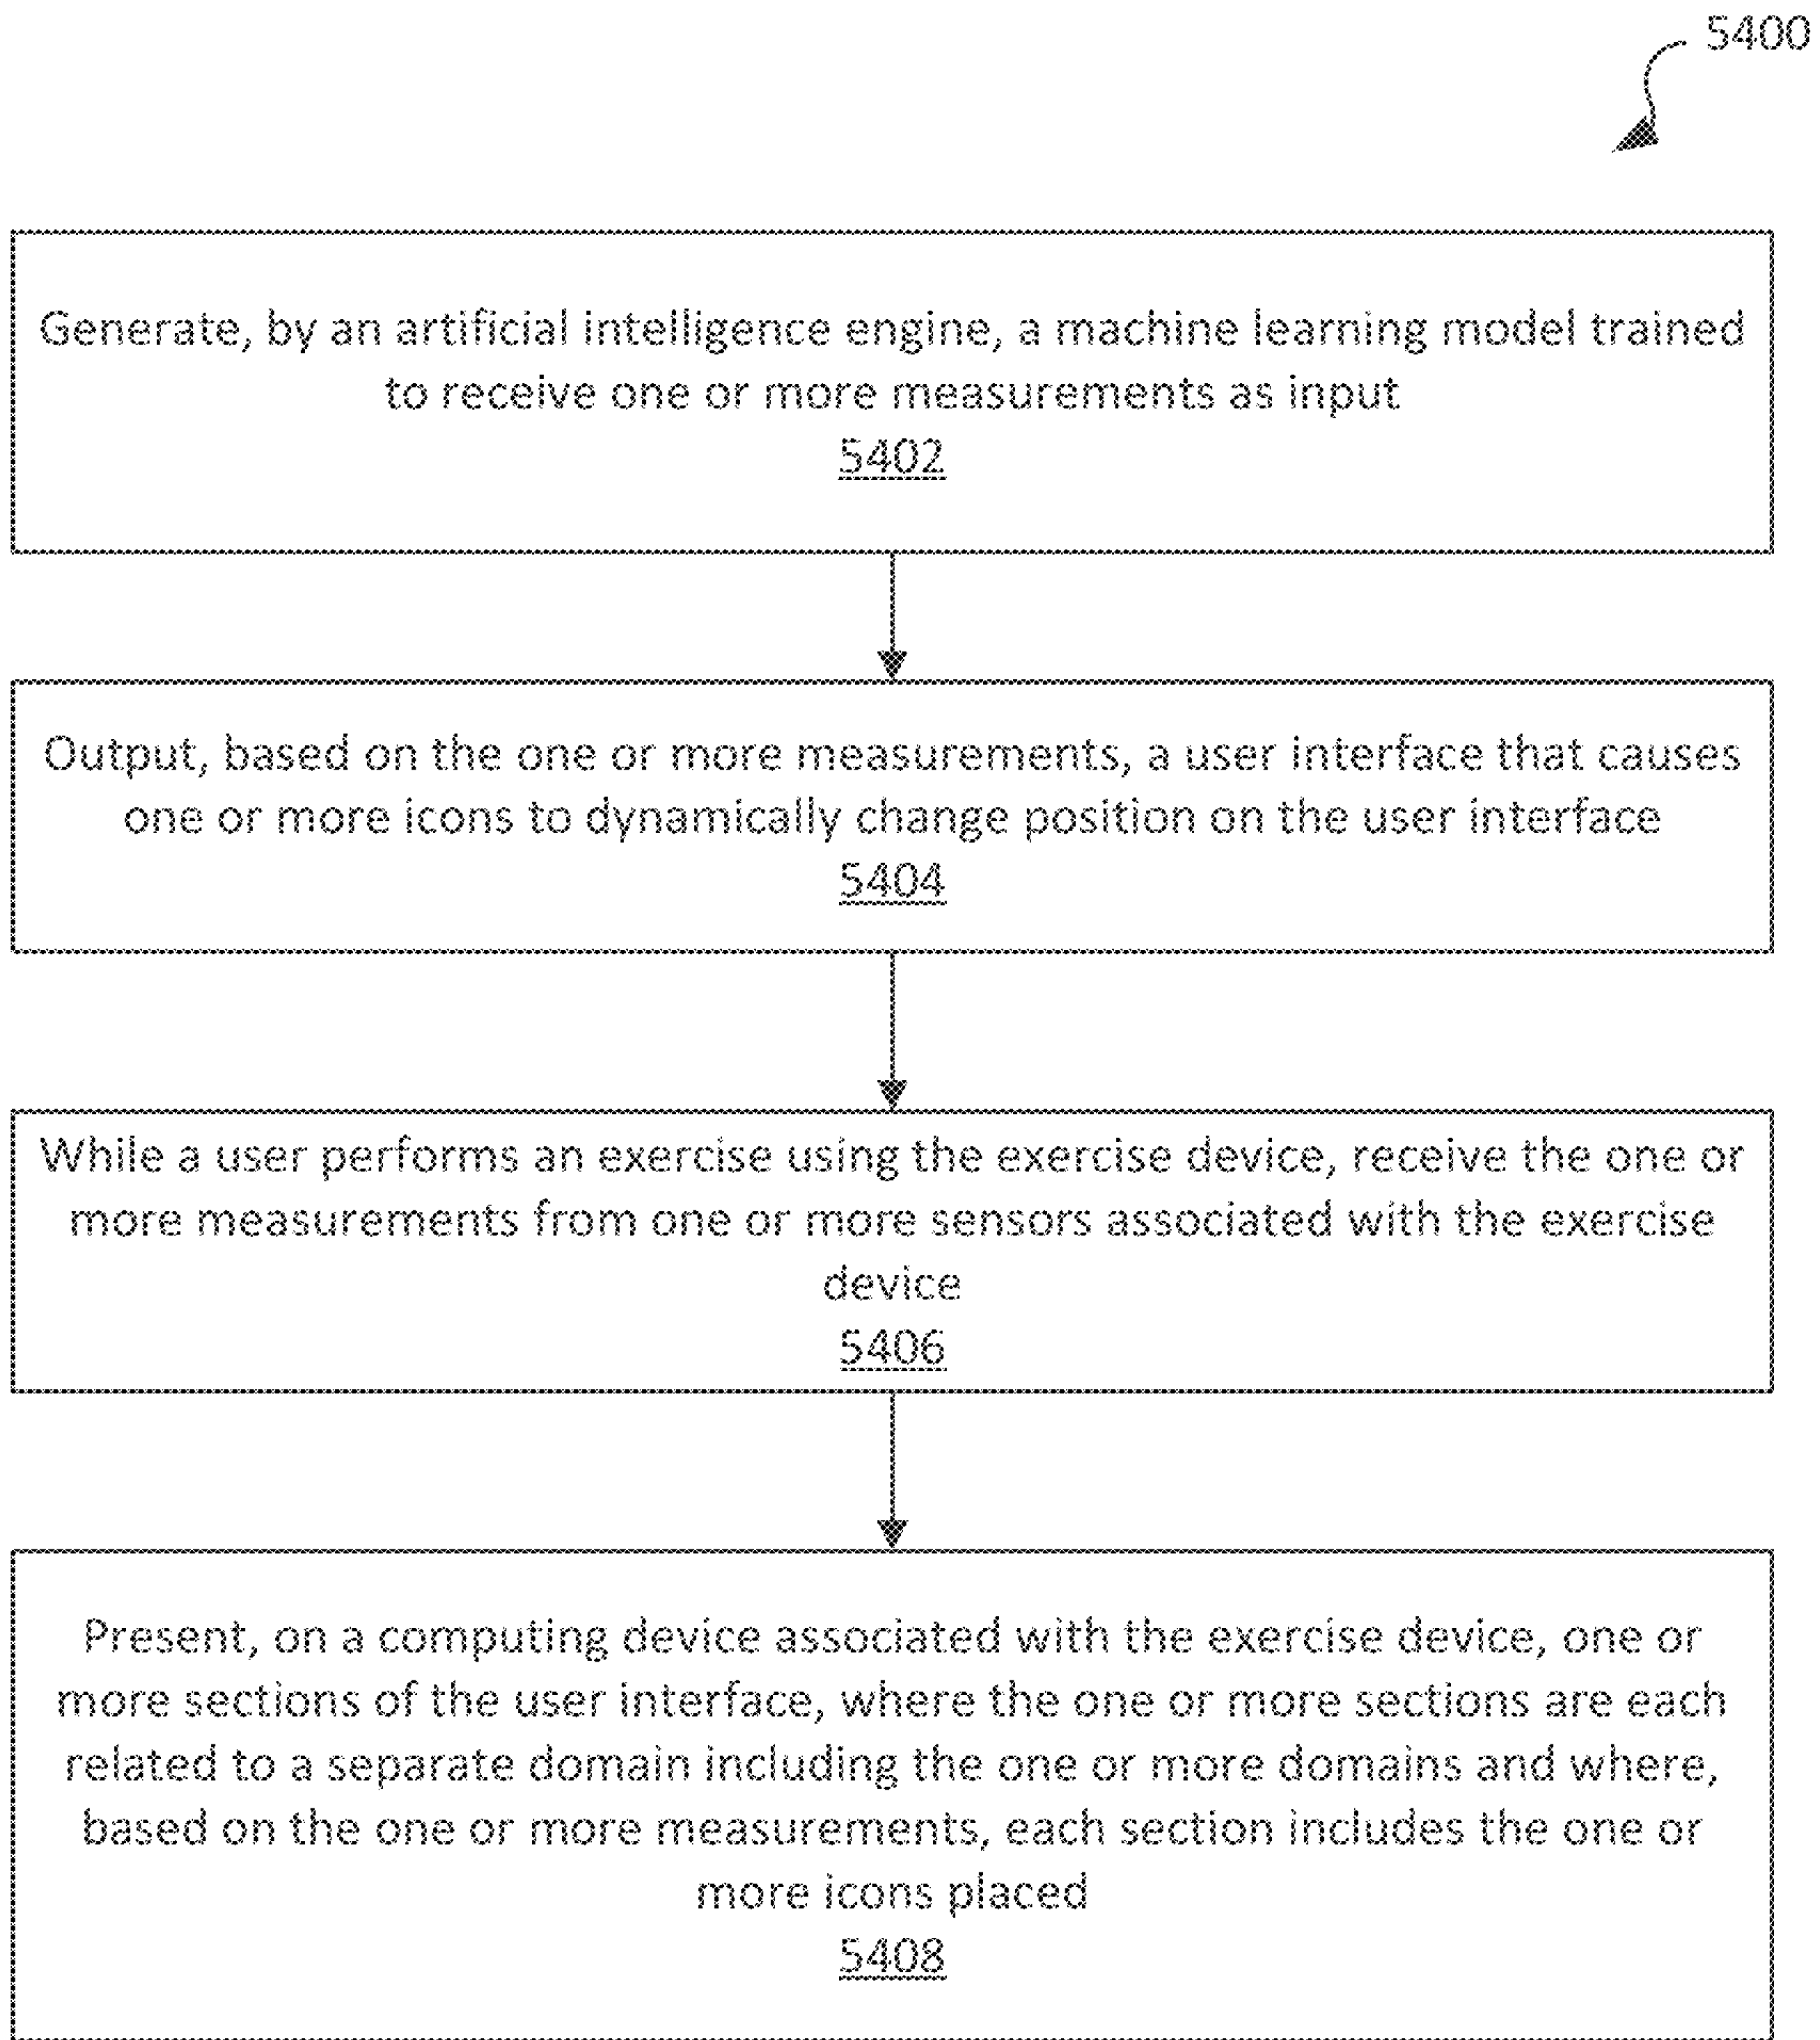 5400
Generate, by an artificial intelligence engine, a machine learning model trained
to receive one or more measurements as input
5402
Output, based on the one or more measurements, a user interface that causes
one or more icons to dynamically change position on the user interface
5404
While a user performs an exercise using the exercise device, receive the one or
more measurements from one or more sensors associated with the exercise
device
5406
Present, on a computing device associated with the exercise device, one or
more sections of the user interface, where the one or more sections are each
related to a separate domain including the one or more domains and where,
based on the one or more measurements, each section includes the one or
more icons placed
5408